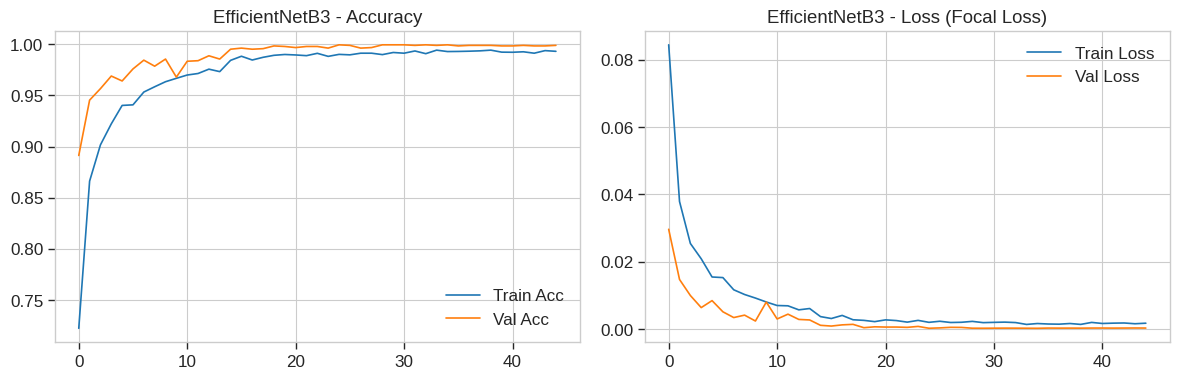 EfficientNetB3 - Accuracy
1.00
0.95
0.90
0.85
0.80
0.75
Train Acc
Val Acc
0 10 20 30 40
EfficientNetB3 - Loss (Focal Loss)
0.08
0.06
0.04
0.02
0.00
Train Loss
Val Loss
0 10 20 30 40